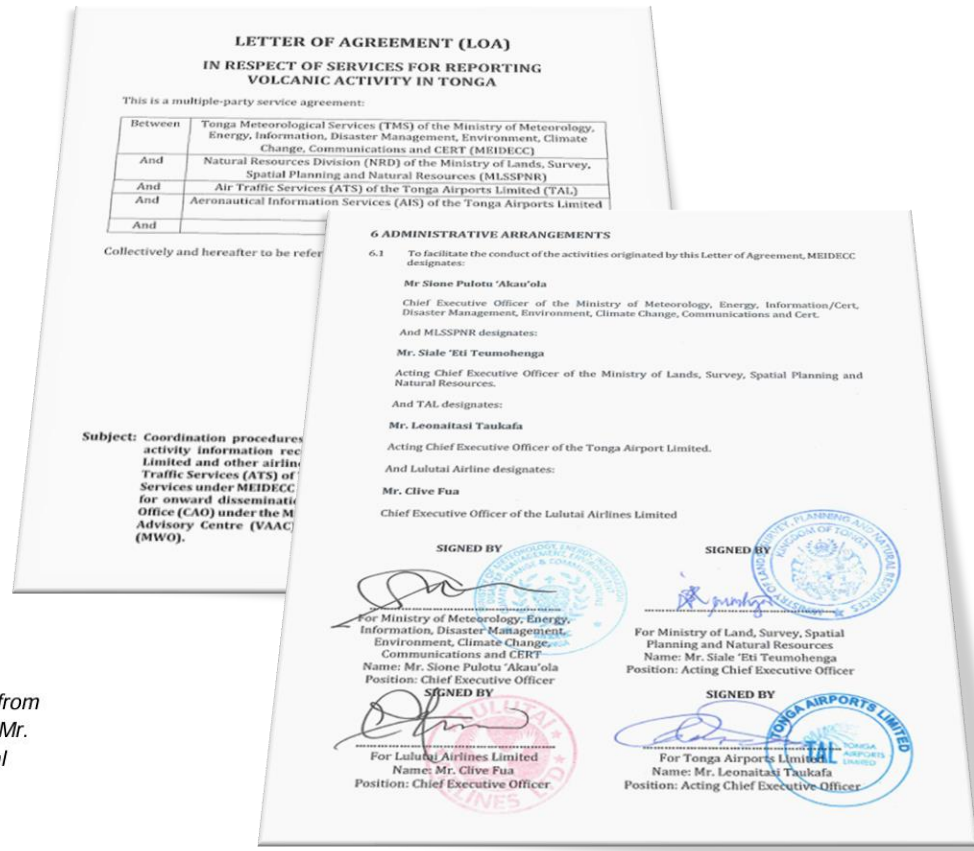 LETTER OF AGREEMENT (LOA)
IN RESPECT OF SERVICES FOR REPORTING
VOLCANIC ACTIVITY IN TONGA
This is a multiple-party service agreement:
Between Tonga Meteorological Services (TMS) of the Ministry of Meteorology,
Energy, Information, Disaster Management, Environment, Climate
Change, Communications and CERT (MEIDECC)
And Natural Resources Division (NRD) of the Ministry of Lands, Survey,
Spatial Planning and Natural Resources (MLSSPNR)
And Air Traffic Services (ATS) of the Tonga Airports Limited (TAL)
And Aeronautical Information Services (AIS) of the Tonga Airports Limited
And
Collectively and hereafter to be refer
Subject: Coordination procedures
activity information rec
Limited and other airlin
Traffic Services (ATS) of
Services under MEIDECC
for onward disseminatio
Office (CAO) under the M
Advisory Centre (VAAC)
(MWO).
from
Mr.
6 ADMINISTRATIVE ARRANGEMENTS
6.1 To facilitate the conduct of the activities originated by this Letter of Agreement, MEIDECC
designates:
Mr Sione Pulotu 'Akau'ola
Chief Executive Officer of the Ministry of Meteorology, Energy, Information/Cert,
Disaster Management, Environment, Climate Change, Communications and Cert.
And MLSSPNR designates:
Mr. Siale 'Eti Teumohenga
Acting Chief Executive Officer of the Ministry of Lands, Survey, Spatial Planning and
Natural Resources.
And TAL designates:
Mr. Leonaitasi Taukafa
Acting Chief Executive Officer of the Tonga Airport Limited.
And Lulutai Airline designates:
Mr. Clive Fua
Chief Executive Officer of the Lulutai Airlines Limited
SIGNED BY
For Ministry of Meteorology, Energy,
Information, Disaster Management,
Environment, Climate Change,
Communications and CERT
Name: Mr. Sione Pulotu 'Akau'ola
Position: Chief Executive Officer
SIGNED BY
MINISTRY OF LANDS, SURVEY, PLANNING AND NATURAL RESOURCES
KINGDOM OF TONGA
For Ministry of Land, Survey, Spatial
Planning and Natural Resources
Name: Mr. Siale 'Eti Teumohenga
Position: Acting Chief Executive Officer
SIGNED BY
For Lulutai Airlines Limited
Name: Mr. Clive Fua
Position: Chief Executive Officer
SIGNED BY
TONGA AIRPORTS LIMITED
TAL
TONGA
AIRPORTS
LIMITED
For Tonga Airports Limited
Name: Mr. Leonaitasi Taukafa
Position: Acting Chief Executive Officer